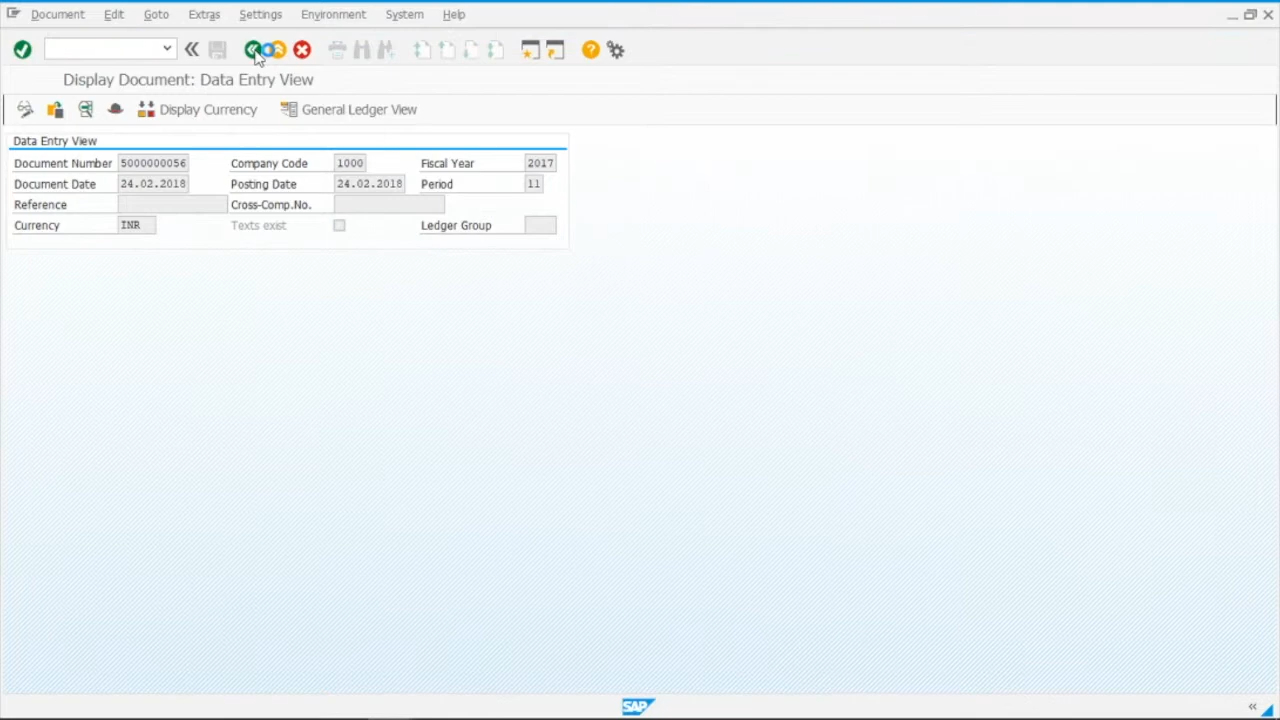 Document Edit Goto Extras Settings Environment System Help
Display Document: Data Entry View
Display Currency General Ledger View
Data Entry View
Document Number 5000000056 Company Code 1000 Fiscal Year 2017
Document Date 24.02.2018 Posting Date 24.02.2018 Period 11
Reference Cross-Comp.No.
Currency INR Texts exist Ledger Group
SAP